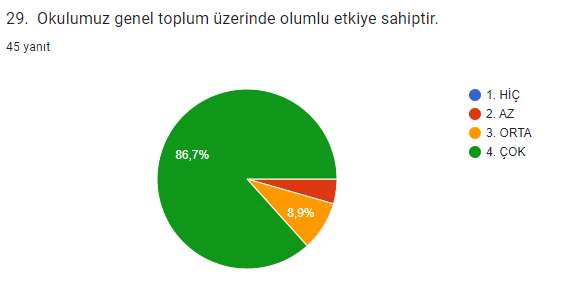 29. Okulumuz genel toplum üzerinde olumlu etkiye sahiptir.
45 yanıt
86,7%
8,9%
1. HİÇ
2. AZ
3. ORTA
4. ÇOK